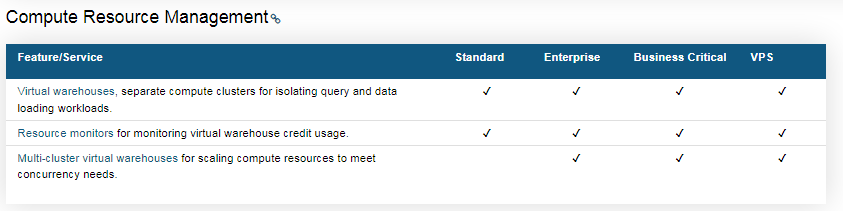 Compute Resource Management
Feature/Service Standard Enterprise Business Critical VPS
Virtual warehouses, separate compute clusters for isolating query and data ✓ ✓ ✓ ✓
loading workloads.
Resource monitors for monitoring virtual warehouse credit usage. ✓ ✓ ✓ ✓
Multi-cluster virtual warehouses for scaling compute resources to meet ✓ ✓ ✓
concurrency needs.